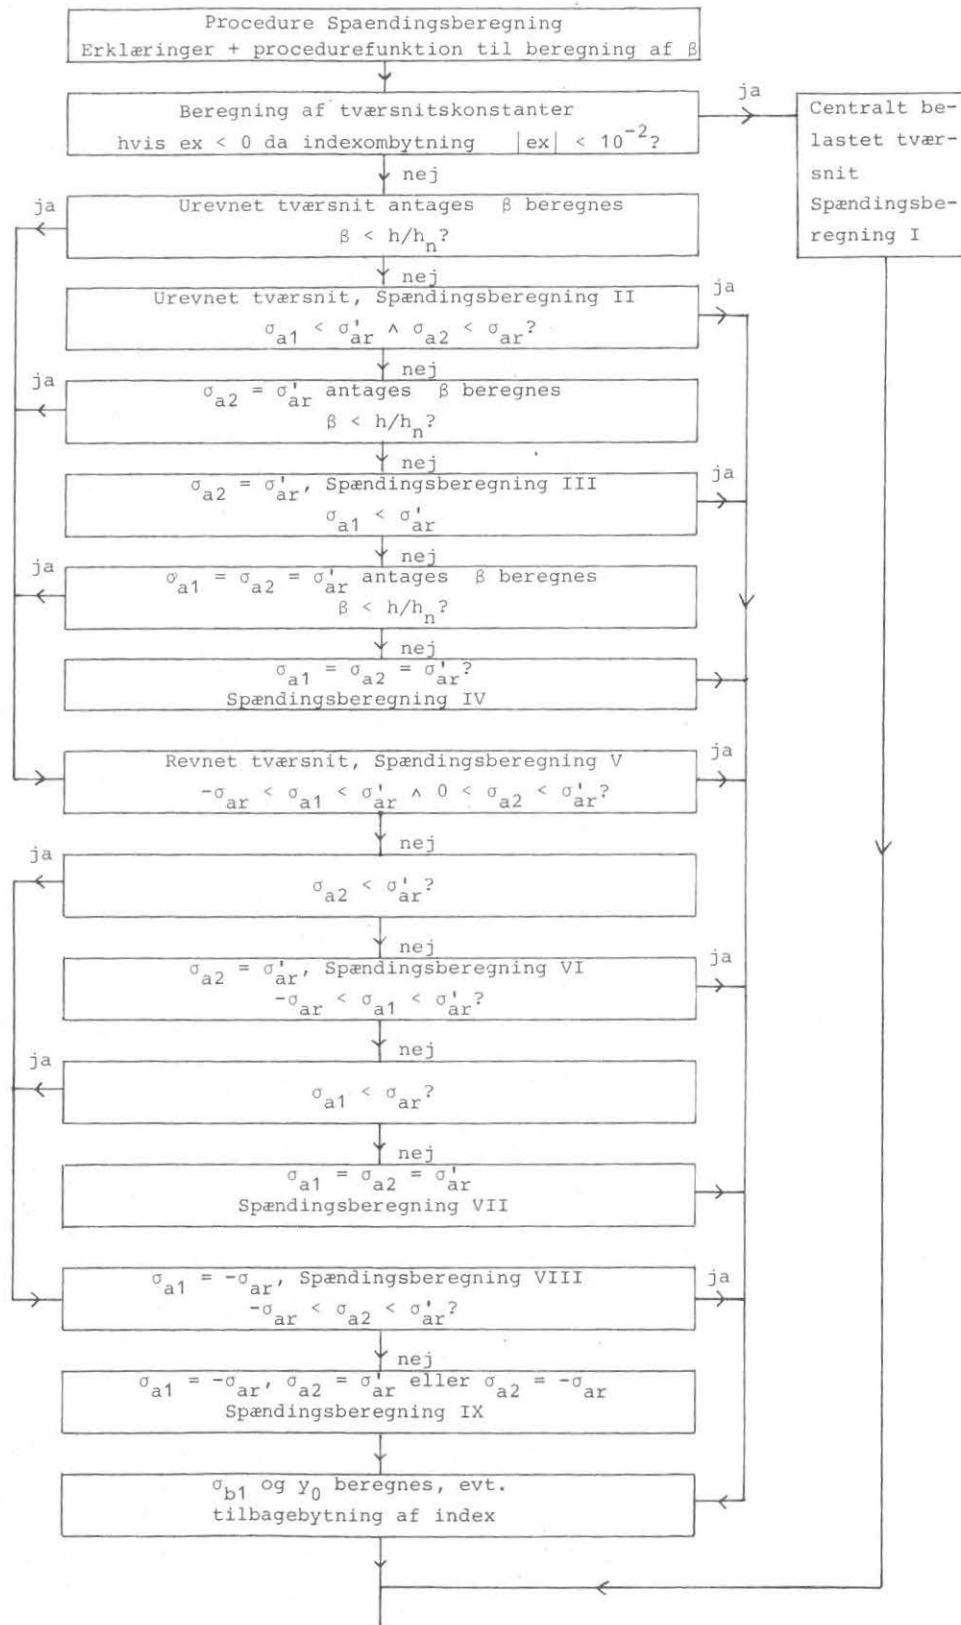 Procedure Spaendingsberegning
Erklæringer + procedurefunktion til beregning af β
ja
Beregning af tværsnitskonstanter
hvis ex < 0 da indexombytning |ex| < 10⁻²?
Centralt be-
lastet tvær-
snit
Spændingsbe-
regning I
nej
ja
Urevnet tværsnit antages β beregnes
β < h/hₙ?
nej
ja
Urevnet tværsnit, Spændingsberegning II
σa1 < σ'ar ∧ σa2 < σar?
nej
ja
σa2 = σ'ar antages β beregnes
β < h/hₙ?
nej
ja
σa2 = σ'ar, Spændingsberegning III
σa1 < σ'ar
nej
ja
σa1 = σa2 = σ'ar antages β beregnes
β < h/hₙ?
nej
σa1 = σa2 = σ'ar?
Spændingsberegning IV
ja
Revnet tværsnit, Spændingsberegning V
-σar < σa1 < σ'ar ∧ 0 < σa2 < σ'ar?
nej
ja
σa2 < σ'ar?
nej
ja
σa2 = σ'ar, Spændingsberegning VI
-σar < σa1 < σ'ar?
nej
ja
σa1 < σar?
nej
σa1 = σa2 = σ'ar
Spændingsberegning VII
ja
σa1 = -σar, Spændingsberegning VIII
-σar < σa2 < σ'ar?
nej
σa1 = -σar, σa2 = σ'ar eller σa2 = -σar
Spændingsberegning IX
σb1 og y₀ beregnes, evt.
tilbagebytning af index